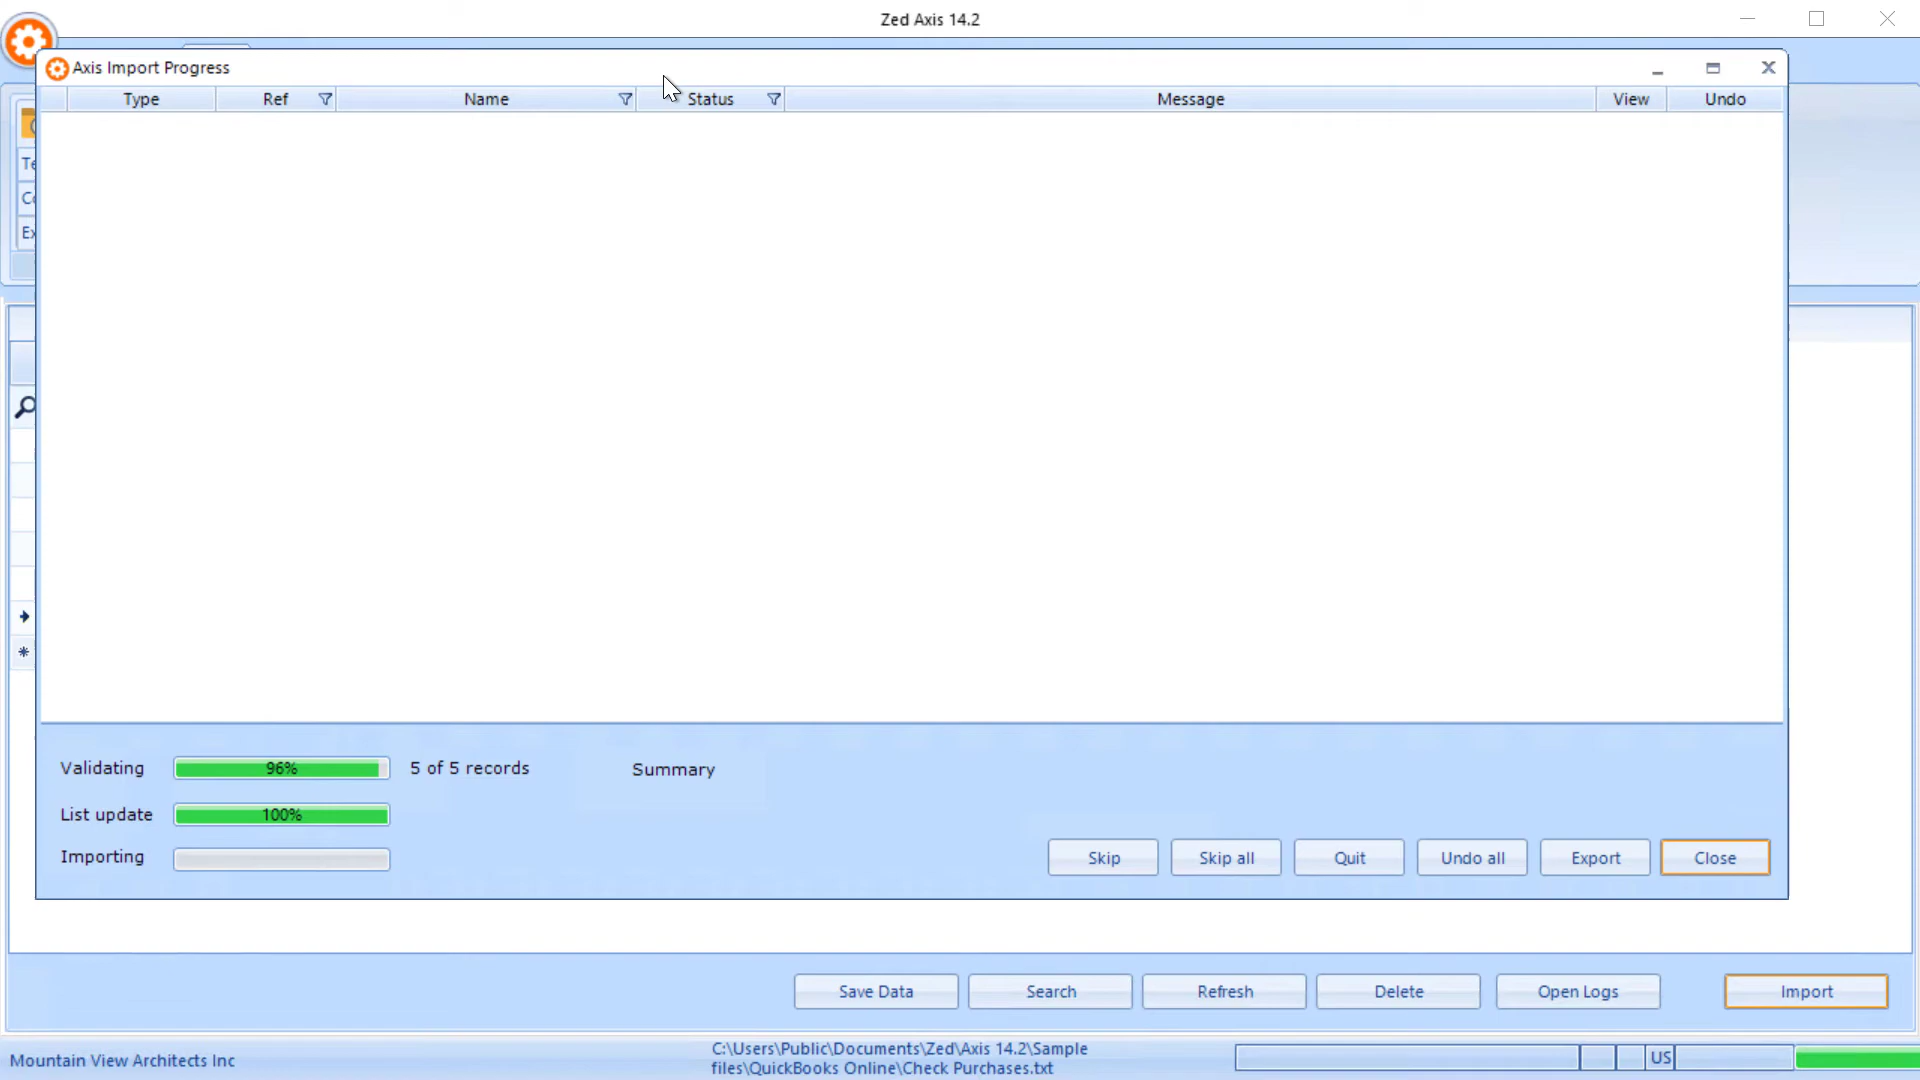 Zed Axis 14.2
Axis Import Progress
Type Ref Name Status Message View Undo
Te
Co
Ex
Validating 96% 5 of 5 records Summary
List update 100%
Importing
Skip Skip all Quit Undo all Export Close
Save Data Search Refresh Delete Open Logs Import
Mountain View Architects Inc
C:\Users\Public\Documents\Zed\Axis 14.2\Sample
files\QuickBooks Online\Check Purchases.txt
US